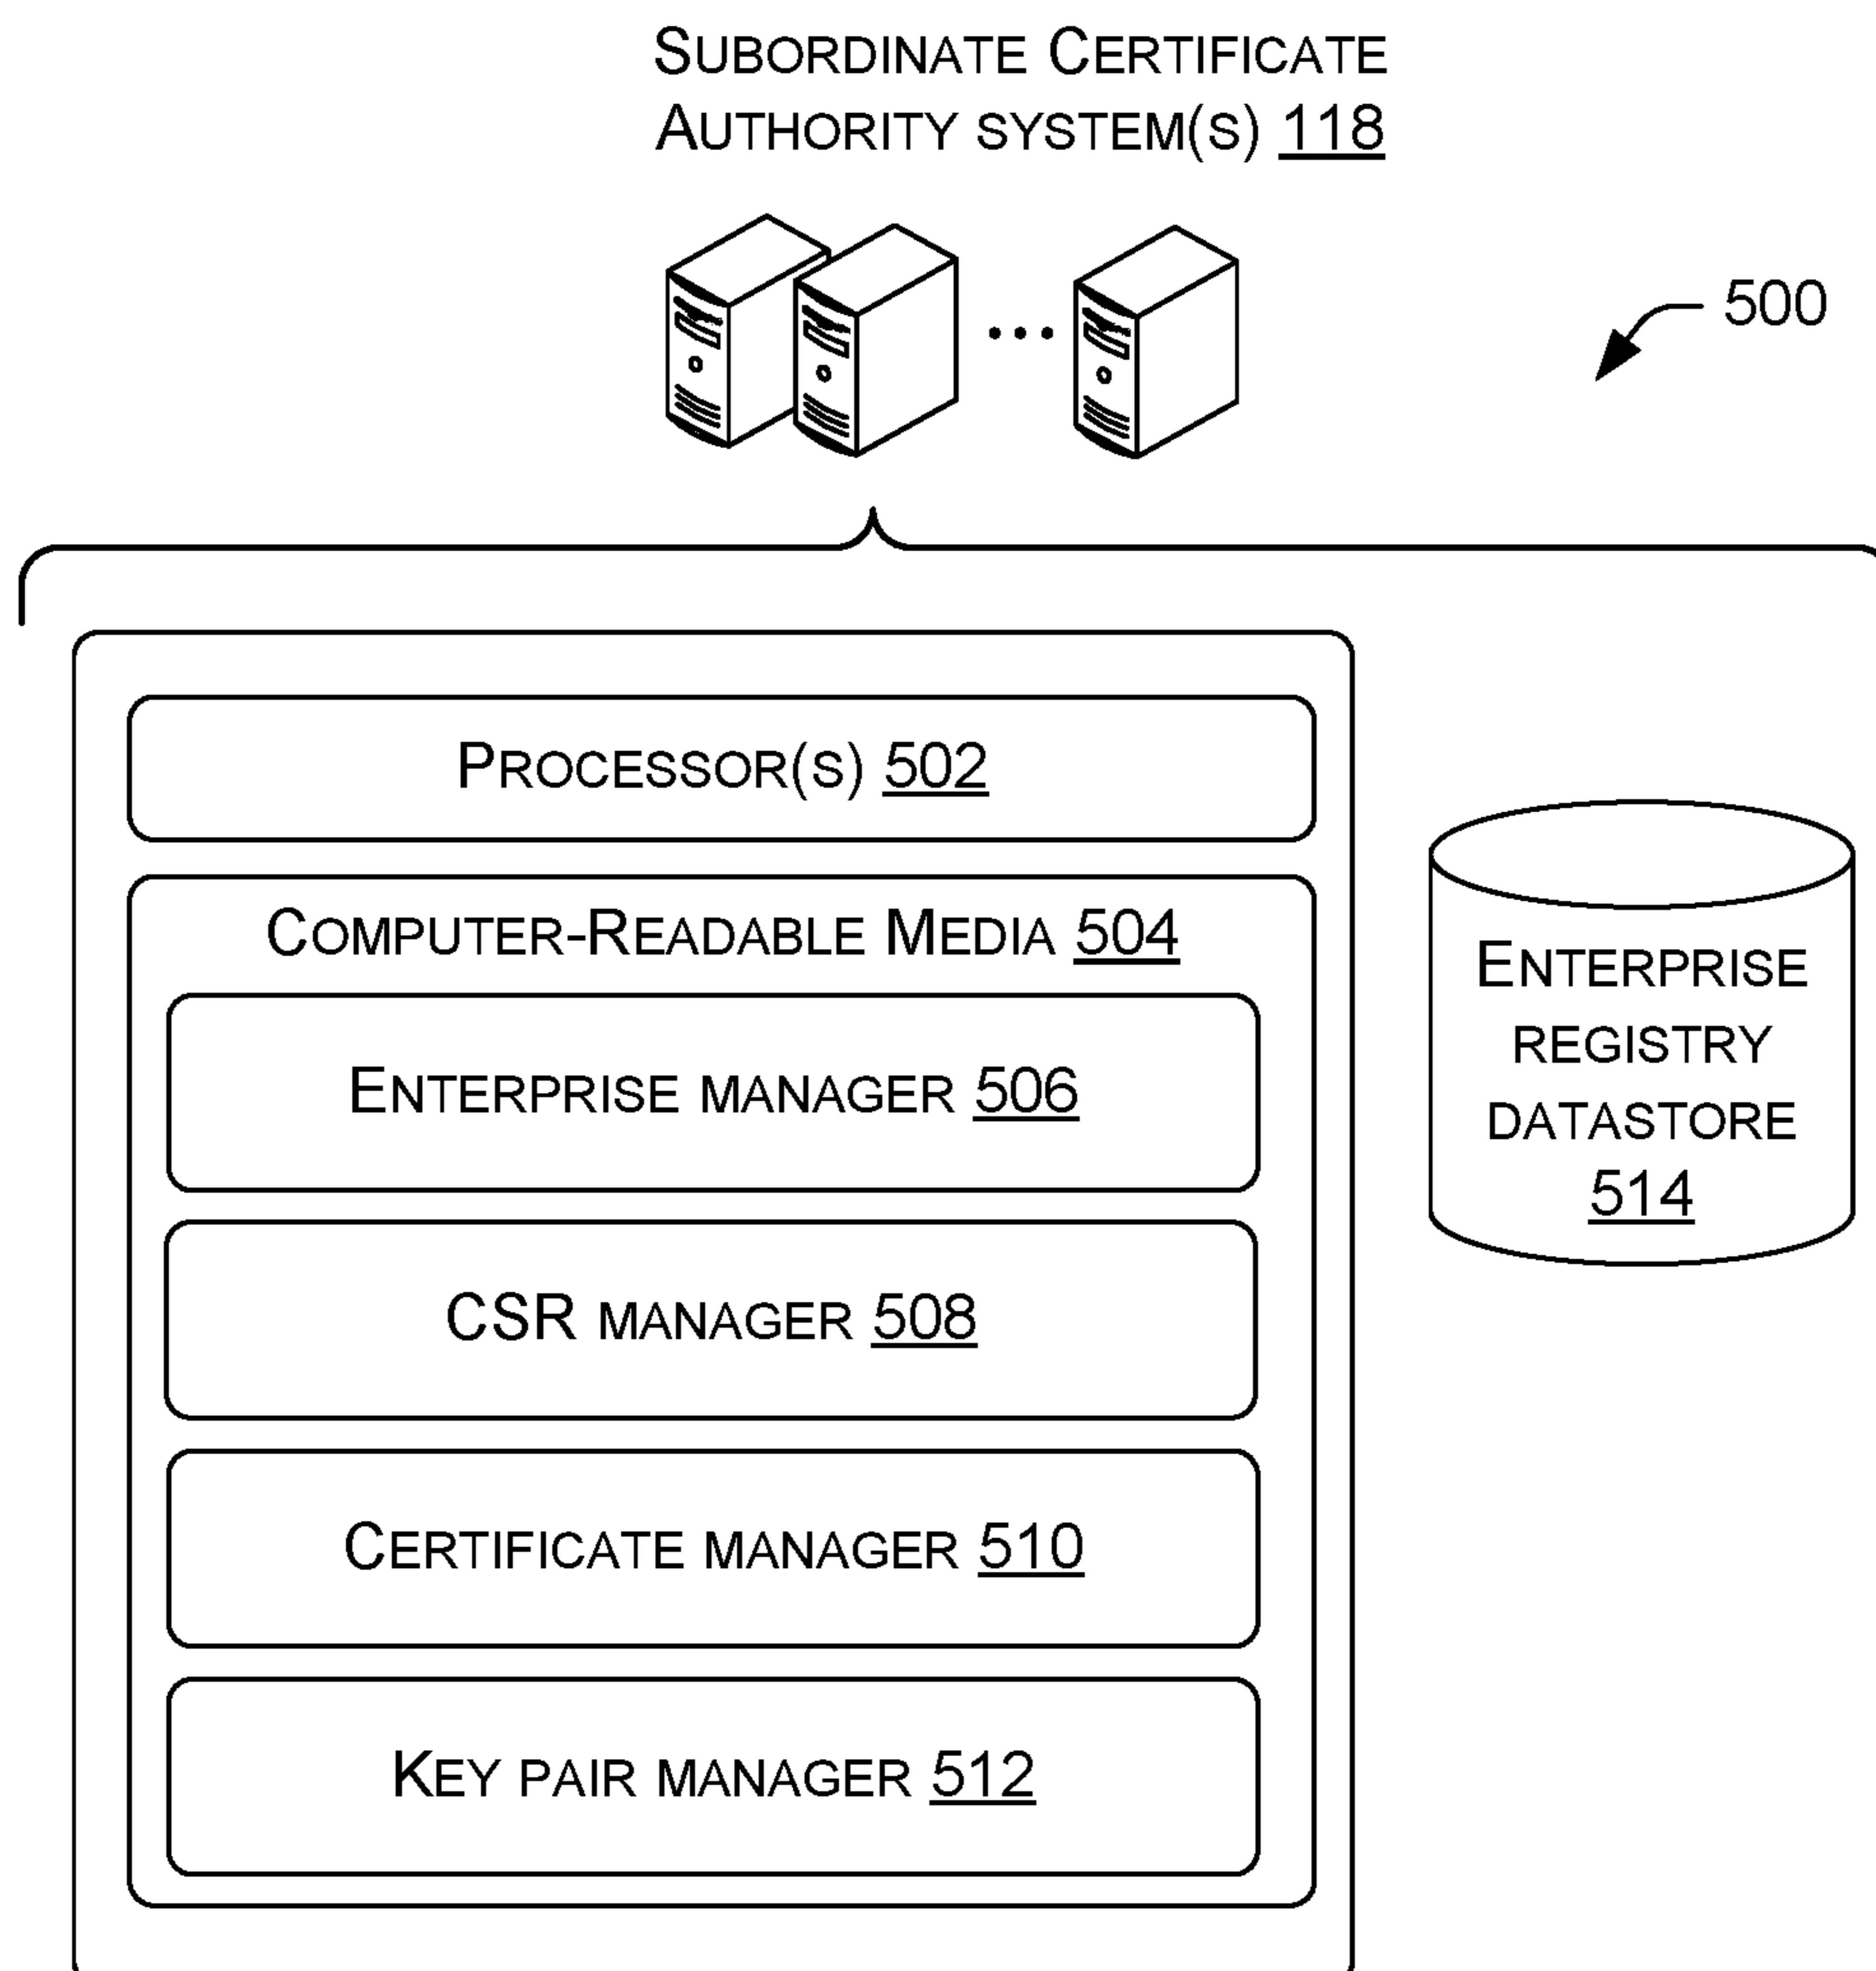 SUBORDINATE CERTIFICATE
AUTHORITY SYSTEM(S) 118
500
PROCESSOR(S) 502
COMPUTER-READABLE MEDIA 504
ENTERPRISE MANAGER 506
CSR MANAGER 508
CERTIFICATE MANAGER 510
KEY PAIR MANAGER 512
ENTERPRISE
REGISTRY
DATASTORE
514